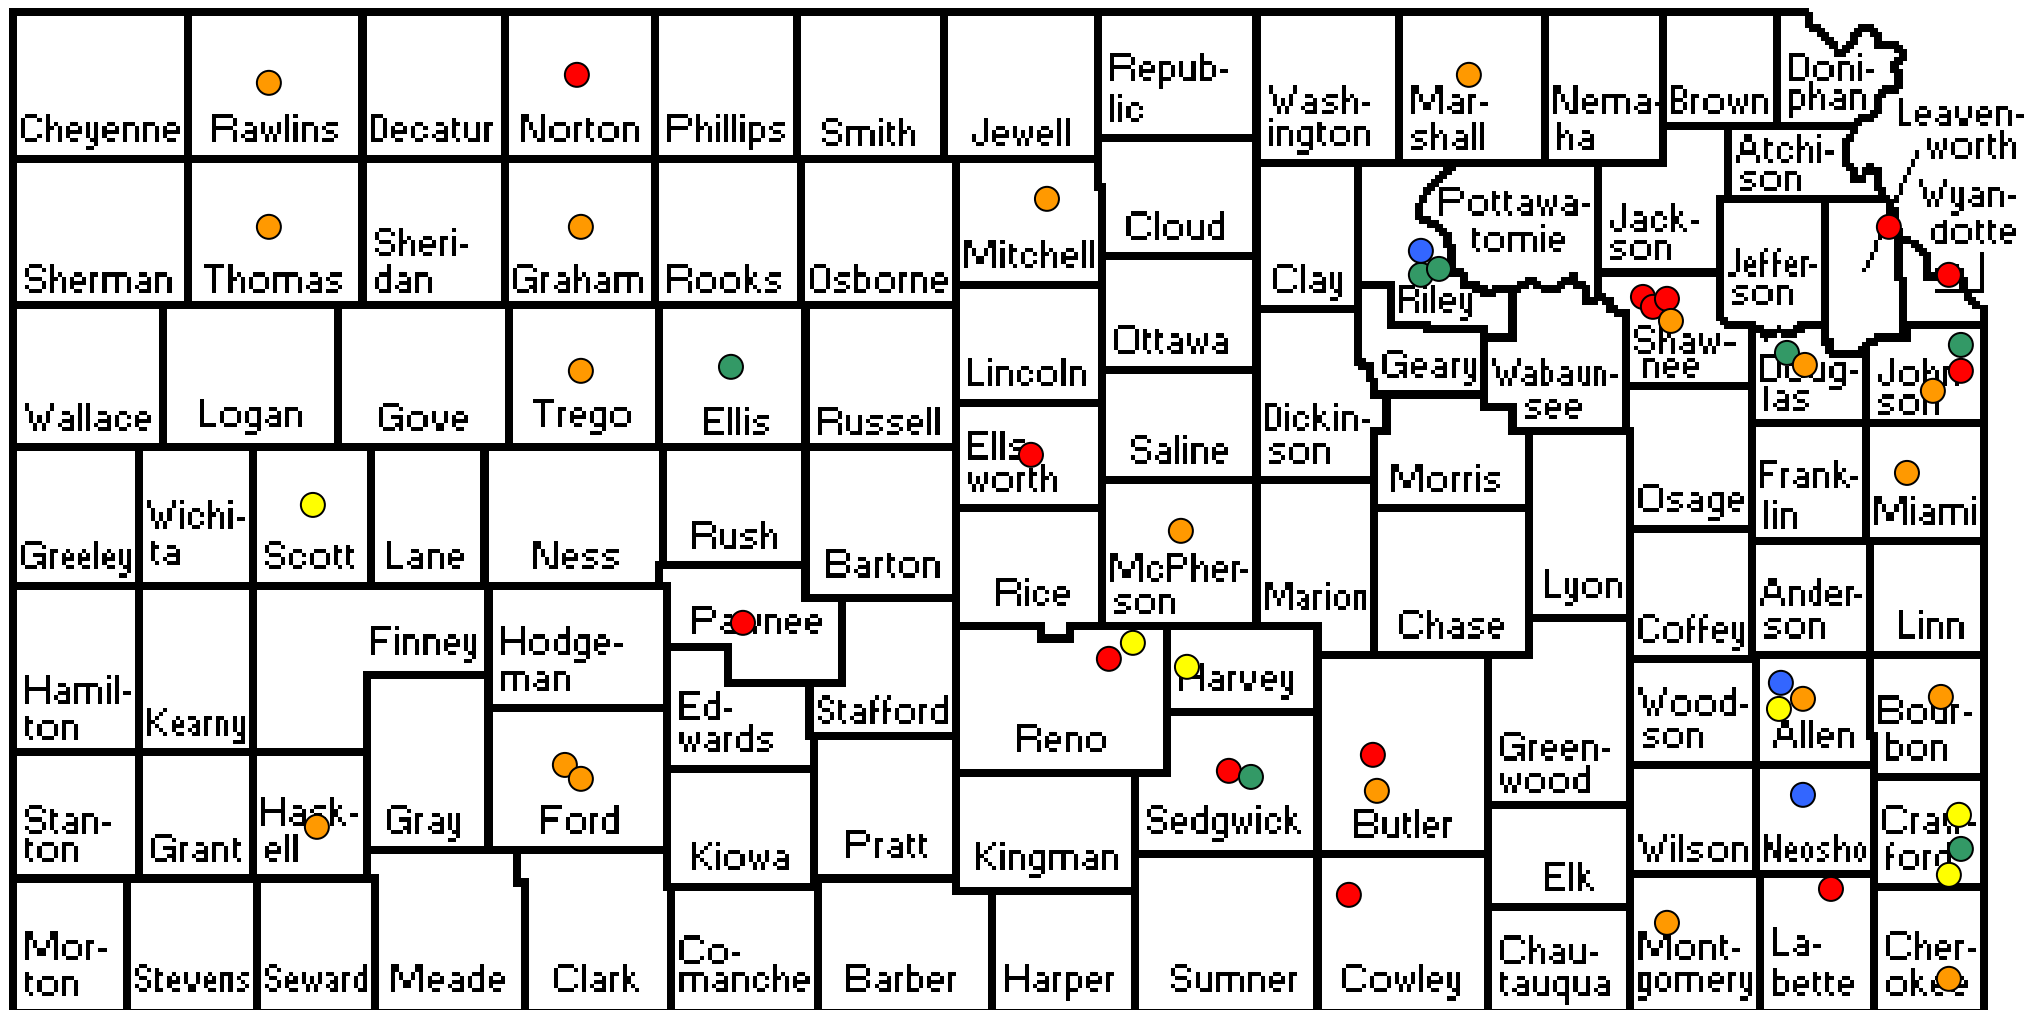 Cheyenne
Rawlins
Decatur
Norton
Phillips
Smith
Jewell
Repub-
lic
Wash-
ington
Mar-
shall
Nema-
ha
Brown
Doni-
phan
Leaven-
worth
Atchi-
son
Wyan-
dotte
Sherman
Thomas
Sheri-
dan
Graham
Rooks
Osborne
Mitchell
Cloud
Clay
Riley
Pottawa-
tomie
Jack-
son
Jeffer-
son
Wallace
Logan
Gove
Trego
Ellis
Russell
Lincoln
Ottawa
Dickin-
son
Geary
Wabaun-
see
Shaw-
nee
Doug-
las
John-
son
Greeley
Wichi-
ta
Scott
Lane
Ness
Rush
Barton
Ells-
worth
Saline
Morris
Osage
Frank-
lin
Miami
Rice
McPher-
son
Marion
Chase
Lyon
Coffey
Ander-
son
Linn
Hamil-
ton
Kearny
Finney
Hodge-
man
Pawnee
Ed-
wards
Stafford
Reno
Harvey
Green-
wood
Wood-
son
Allen
Bour-
bon
Stan-
ton
Grant
Hask-
ell
Gray
Ford
Kiowa
Pratt
Kingman
Sedgwick
Butler
Elk
Wilson
Neosho
Craw-
ford
Mor-
ton
Stevens
Seward
Meade
Clark
Co-
manche
Barber
Harper
Sumner
Cowley
Chau-
tauqua
Mont-
gomery
La-
bette
Cher-
okee